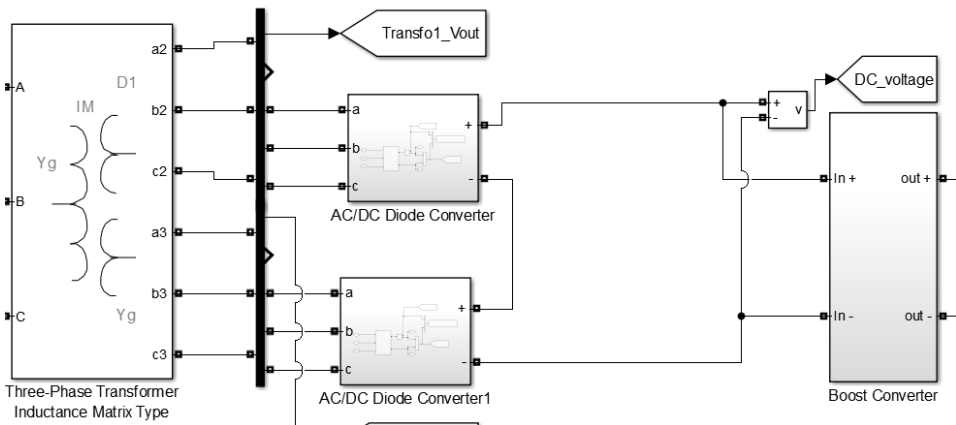 Transfo1_Vout
DC_voltage
a2
D1
A
IM
b2
a
+
b
-
c
+
-
v
Yg
c2
In +
out +
AC/DC Diode Converter
B
a3
b3
a
+
b
-
c
Yg
C
c3
In -
out -
Three-Phase Transformer
Inductance Matrix Type
AC/DC Diode Converter1
Boost Converter